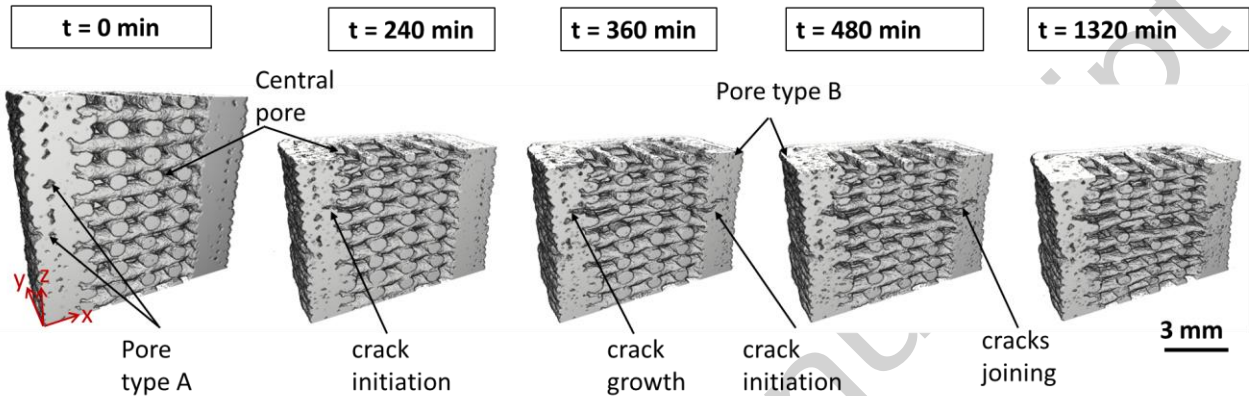 t = 0 min
t = 240 min
t = 360 min
t = 480 min
t = 1320 min
Central
pore
Pore type B
y
z
x
Pore
type A
crack
initiation
crack
growth
crack
initiation
cracks
joining
3 mm